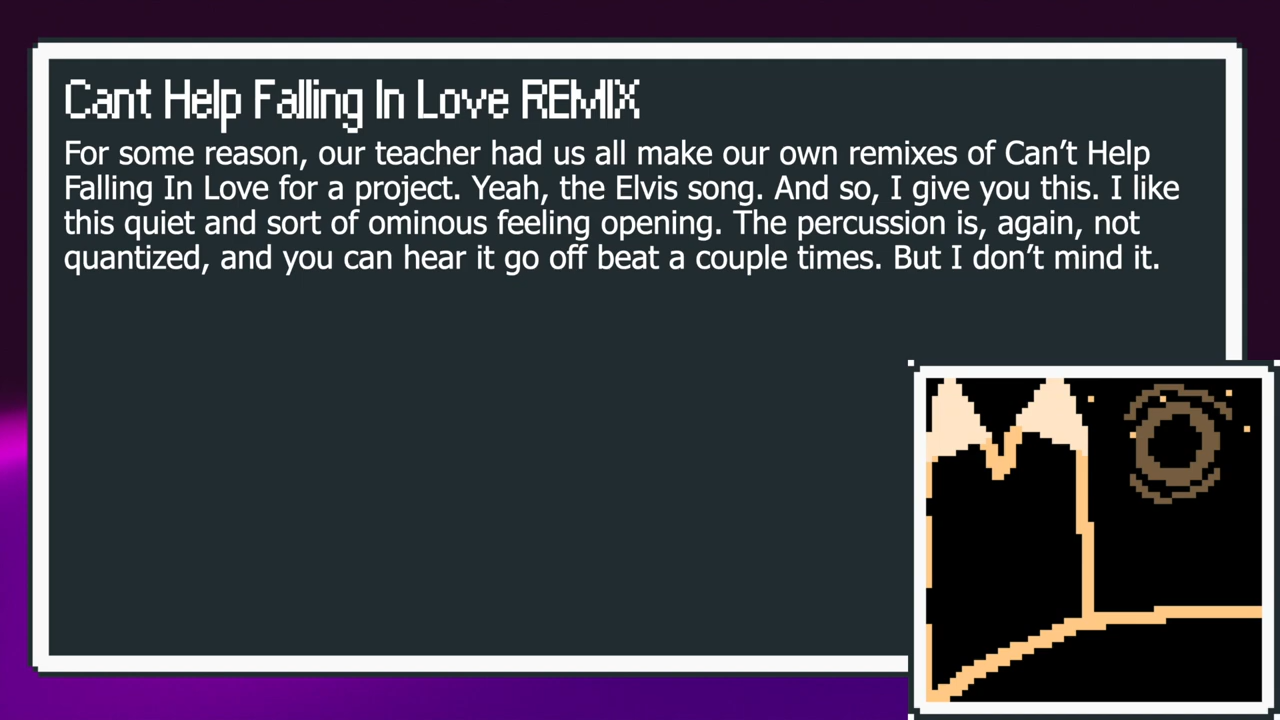 Cant Help Falling In Love REMIX
For some reason, our teacher had us all make our own remixes of Can’t Help
Falling In Love for a project. Yeah, the Elvis song. And so, I give you this. I like
this quiet and sort of ominous feeling opening. The percussion is, again, not
quantized, and you can hear it go off beat a couple times. But I don’t mind it.